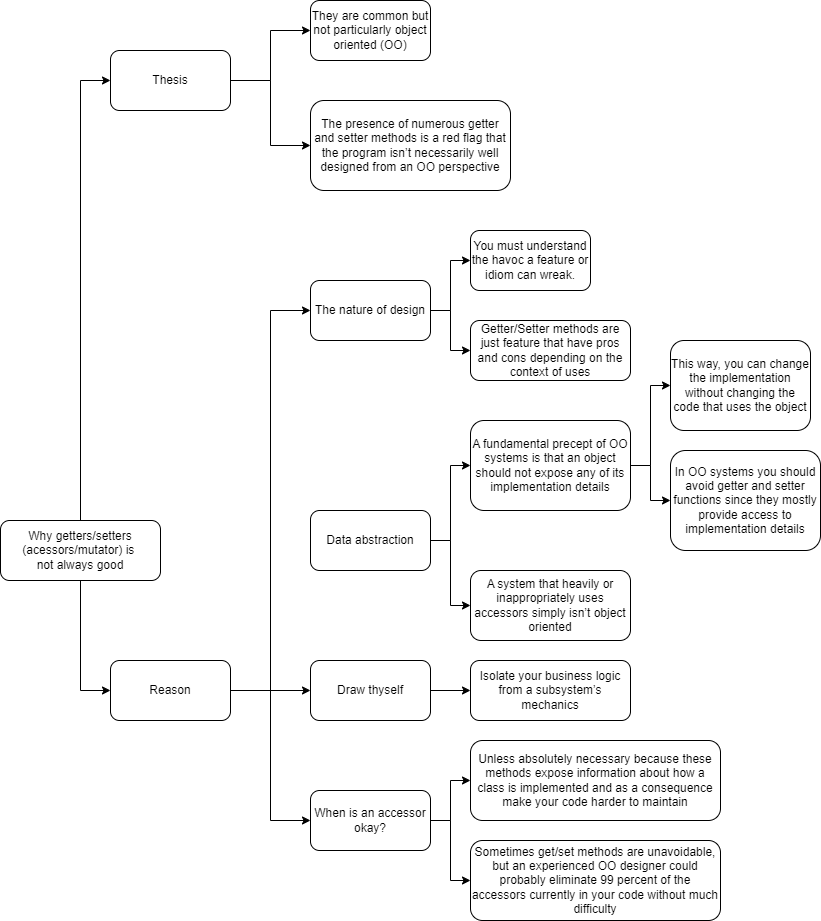 They are common but
not particularly object
oriented (OO)
Thesis
The presence of numerous getter
and setter methods is a red flag that
the program isn't necessarily well
designed from an OO perspective
You must understand
the havoc a feature or
idiom can wreak.
The nature of design
Getter/Setter methods are
just feature that have pros
and cons depending on the
context of uses
This way, you can change
the implementation
without changing the
code that uses the object
A fundamental precept of OO
systems is that an object
should not expose any of its
implementation details
In OO systems you should
avoid getter and setter
functions since they mostly
provide access to
implementation details
Data abstraction
Why getters/setters
(acessors/mutator) is
not always good
A system that heavily or
inappropriately uses
accessors simply isn't object
oriented
Reason
Draw thyself
Isolate your business logic
from a subsystem's
mechanics
Unless absolutely necessary because these
methods expose information about how a
class is implemented and as a consequence
make your code harder to maintain
When is an accessor
okay?
Sometimes get/set methods are unavoidable,
but an experienced OO designer could
probably eliminate 99 percent of the
accessors currently in your code without much
difficulty